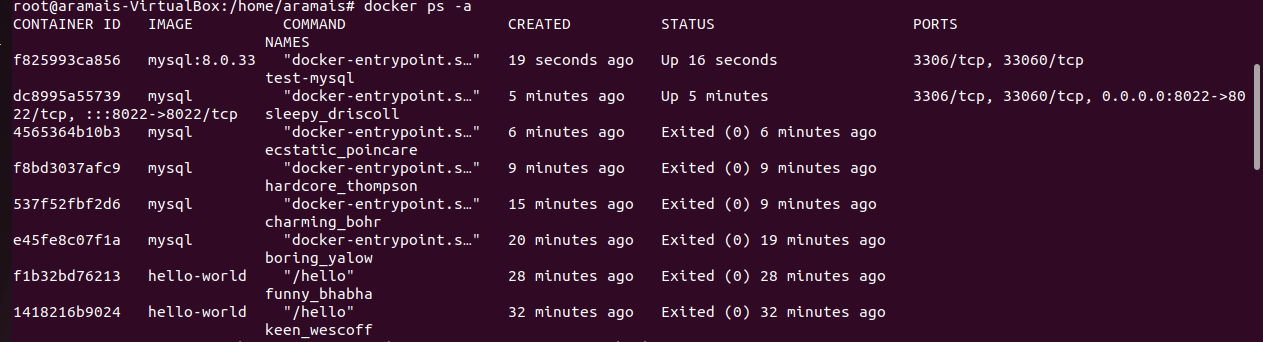 root@aramais-VirtualBox:/home/aramais# docker ps -a
CONTAINER ID   IMAGE          COMMAND                  CREATED          STATUS                      PORTS
                            NAMES
f825993ca856   mysql:8.0.33   "docker-entrypoint.s…"   19 seconds ago   Up 16 seconds               3306/tcp, 33060/tcp
                            test-mysql
dc8995a55739   mysql          "docker-entrypoint.s…"   5 minutes ago    Up 5 minutes                3306/tcp, 33060/tcp, 0.0.0.0:8022->80
22/tcp, :::8022->8022/tcp   sleepy_driscoll
4565364b10b3   mysql          "docker-entrypoint.s…"   6 minutes ago    Exited (0) 6 minutes ago
                            ecstatic_poincare
f8bd3037afc9   mysql          "docker-entrypoint.s…"   9 minutes ago    Exited (0) 9 minutes ago
                            hardcore_thompson
537f52fbf2d6   mysql          "docker-entrypoint.s…"   15 minutes ago   Exited (0) 9 minutes ago
                            charming_bohr
e45fe8c07f1a   mysql          "docker-entrypoint.s…"   20 minutes ago   Exited (0) 19 minutes ago
                            boring_yalow
f1b32bd76213   hello-world    "/hello"                 28 minutes ago   Exited (0) 28 minutes ago
                            funny_bhabha
1418216b9024   hello-world    "/hello"                 32 minutes ago   Exited (0) 32 minutes ago
                            keen_wescoff